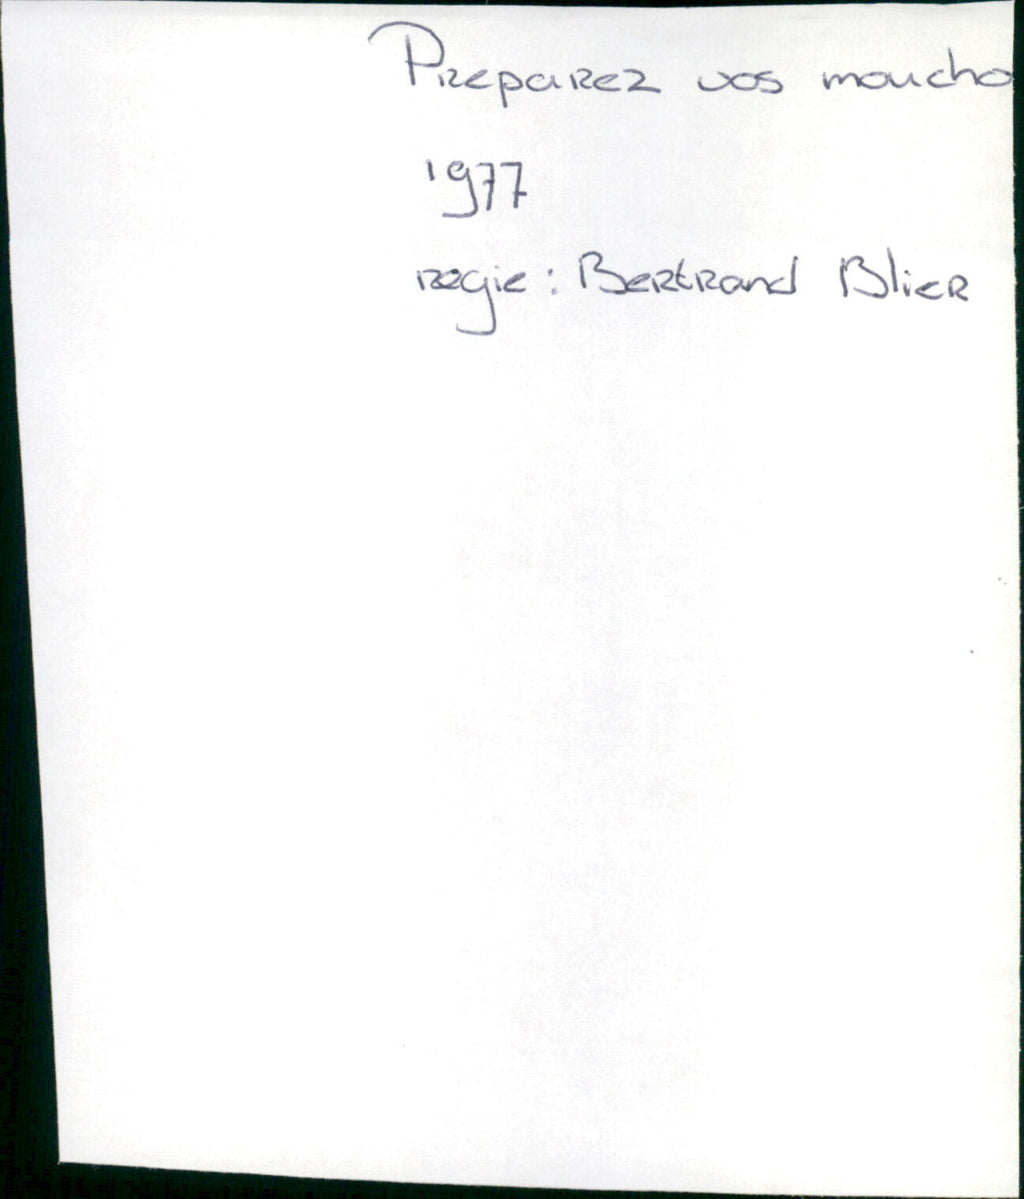 Preparez vos moucho
1977
regie: Bertrand Blier